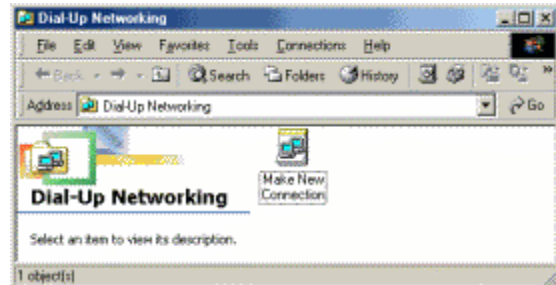 Dial-Up Networking
File Edit View Favorites Tools Connections Help
Back Search Folders History »
Address Dial-Up Networking Go
Make New
Connection
Dial-Up Networking
Select an item to view its description.
1 object(s)